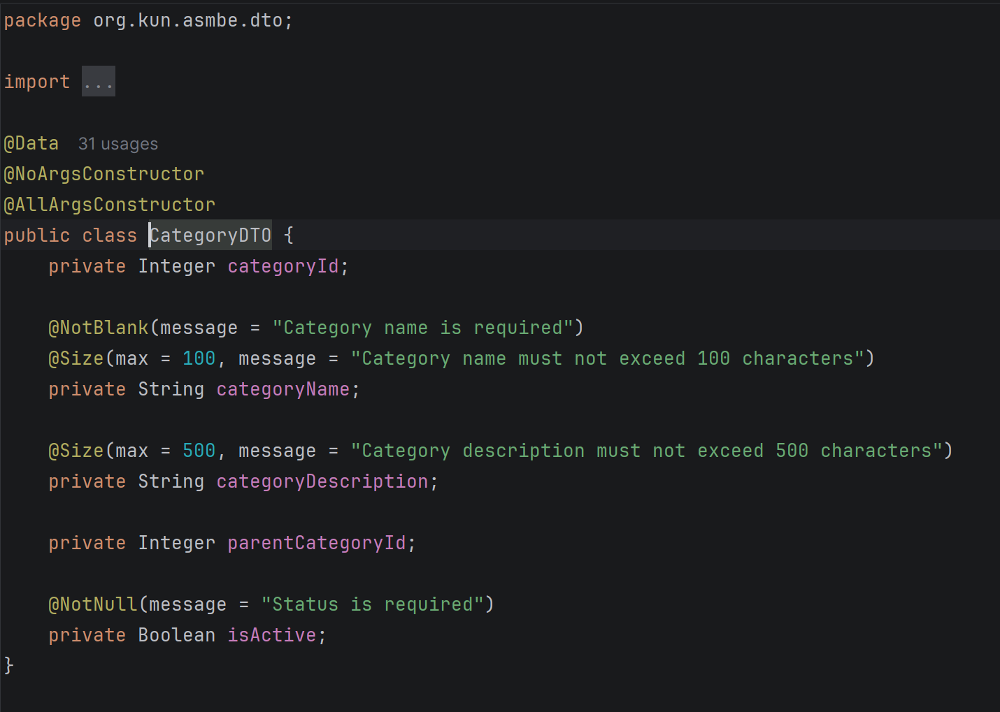 package org.kun.asmbe.dto;
import ...
@Data 31 usages
@NoArgsConstructor
@AllArgsConstructor
public class CategoryDTO {
    private Integer categoryId;
    @NotBlank(message = "Category name is required")
    @Size(max = 100, message = "Category name must not exceed 100 characters")
    private String categoryName;
    @Size(max = 500, message = "Category description must not exceed 500 characters")
    private String categoryDescription;
    private Integer parentCategoryId;
    @NotNull(message = "Status is required")
    private Boolean isActive;
}